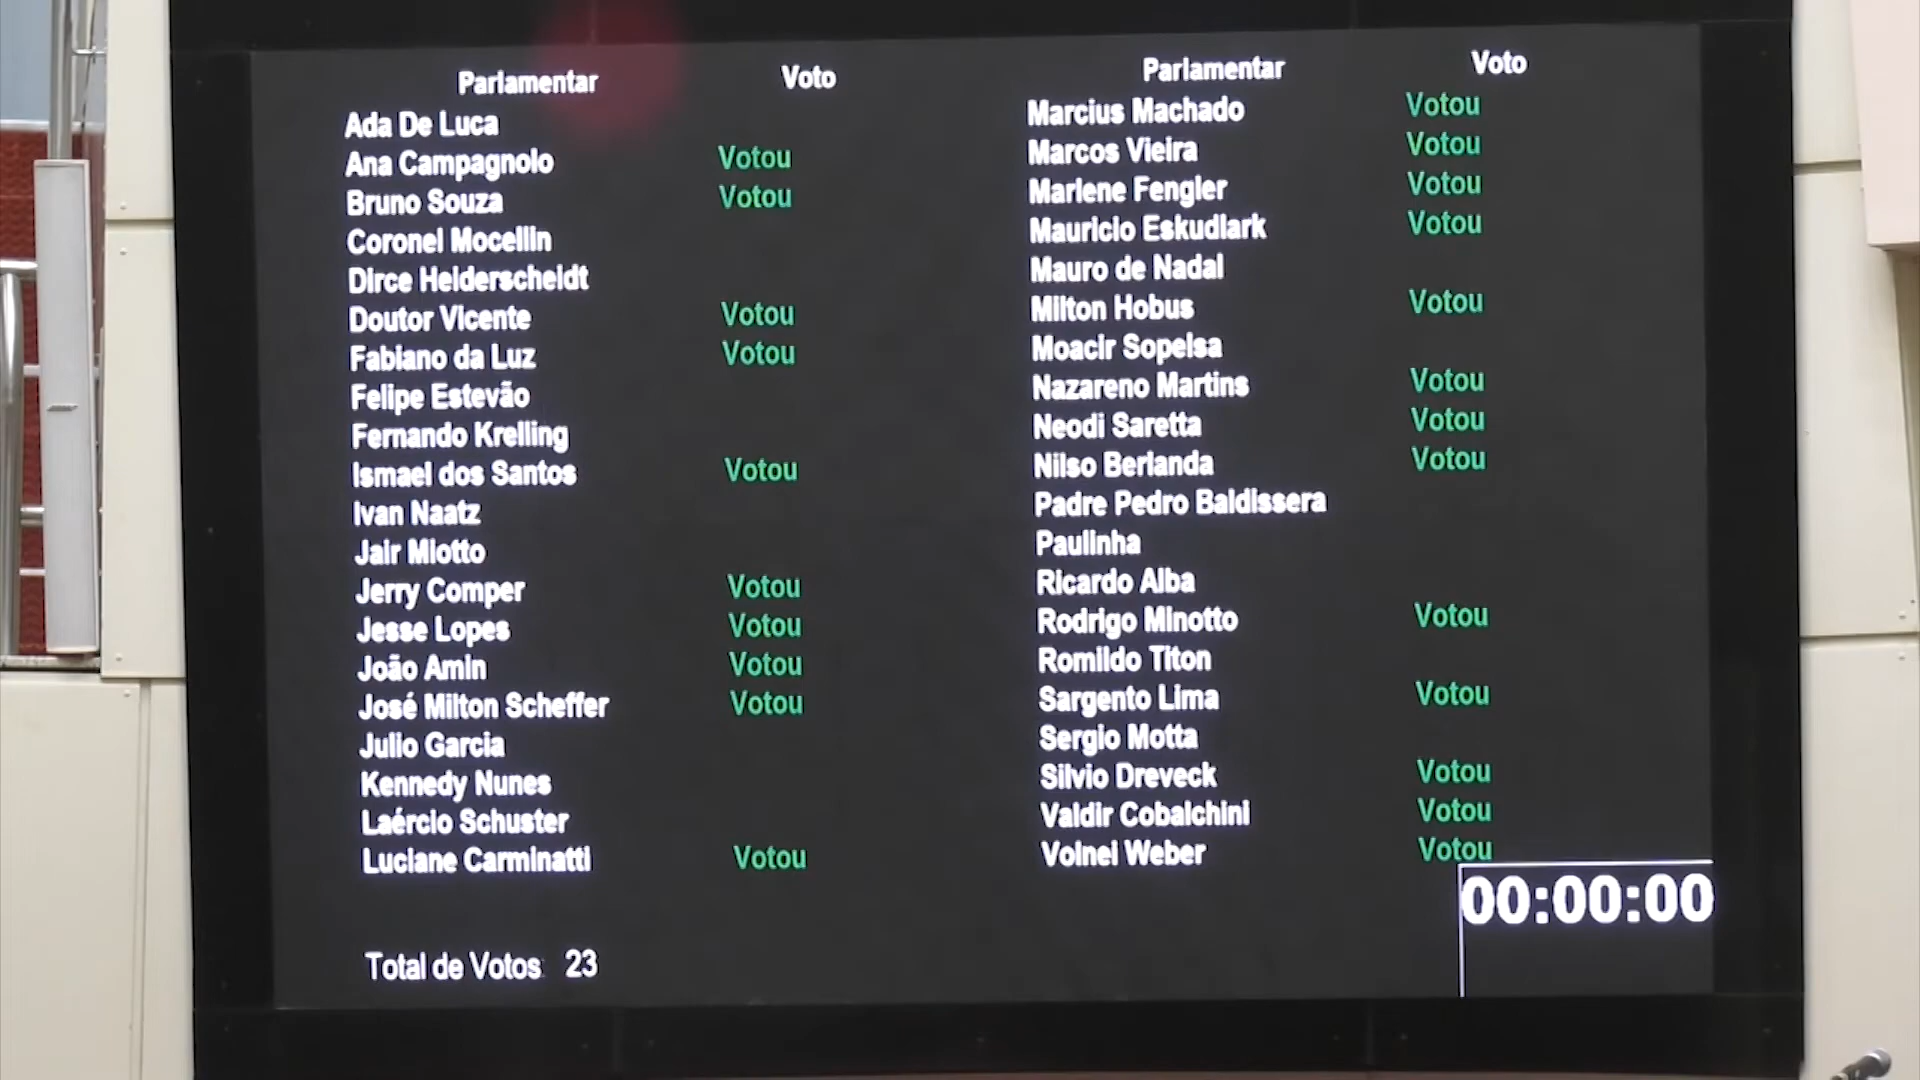 Parlamentar Voto
Ada De Luca
Ana Campagnolo Votou
Bruno Souza Votou
Coronel Mocellin
Dirce Heiderscheidt
Doutor Vicente Votou
Fabiano da Luz Votou
Felipe Estevão
Fernando Krelling
Ismael dos Santos Votou
Ivan Naatz
Jair Miotto
Jerry Comper Votou
Jesse Lopes Votou
João Amin Votou
José Milton Scheffer Votou
Julio Garcia
Kennedy Nunes
Laércio Schuster
Luciane Carminatti Votou
Total de Votos: 23
Parlamentar Voto
Marcius Machado Votou
Marcos Vieira Votou
Marlene Fengler Votou
Mauricio Eskudlark Votou
Mauro de Nadal
Milton Hobus Votou
Moacir Sopelsa
Nazareno Martins Votou
Neodi Saretta Votou
Nilso Berlanda Votou
Padre Pedro Baldissera
Paulinha
Ricardo Alba
Rodrigo Minotto Votou
Romildo Titon
Sargento Lima Votou
Sergio Motta
Silvio Dreveck Votou
Valdir Cobalchini Votou
Volnei Weber Votou
00:00:00